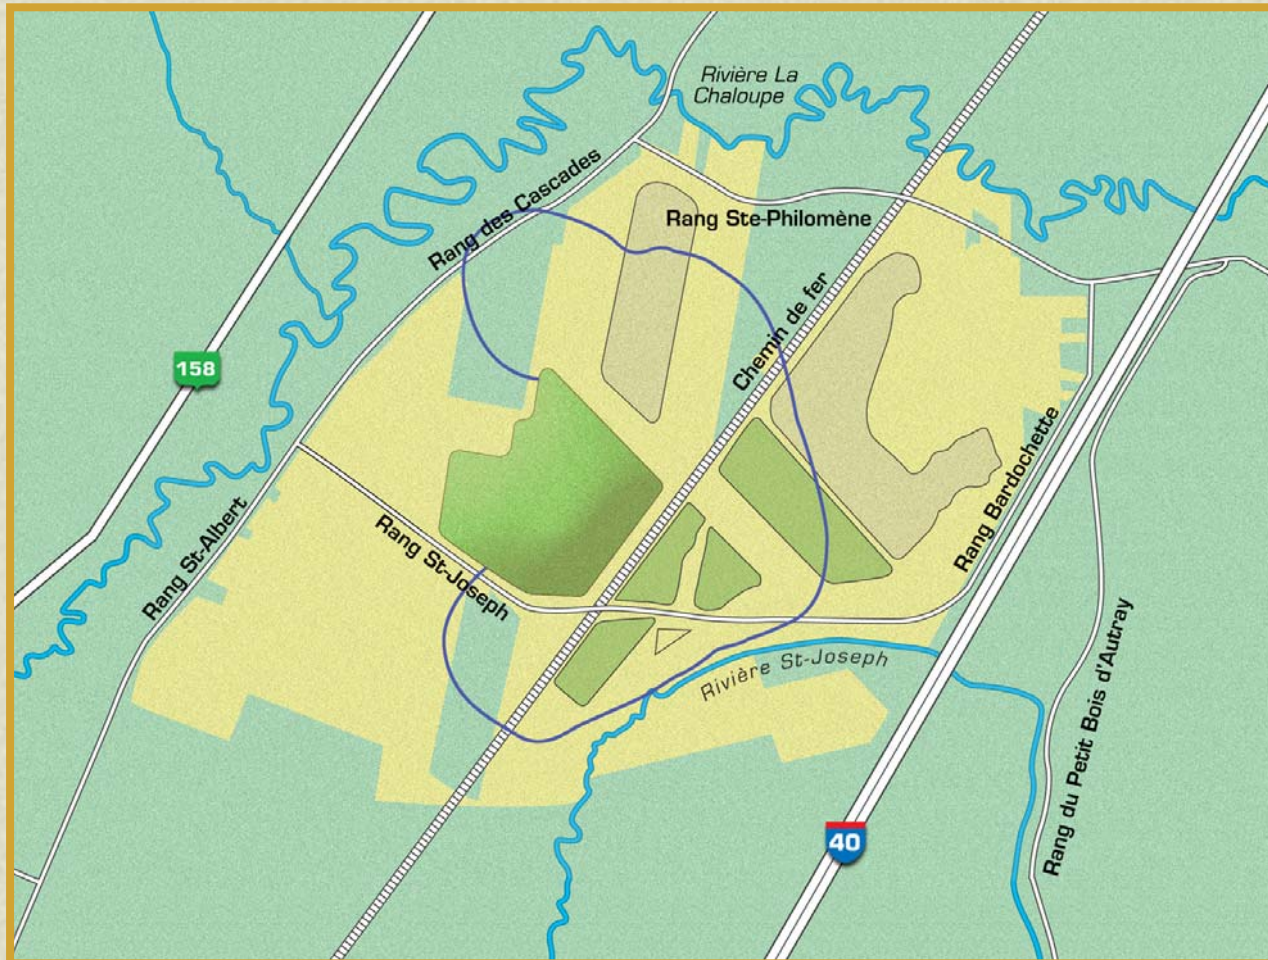 Rivière La
Chaloupe
Rang des Cascades
Rang Ste-Philomène
Chemin de fer
158
Rang Bardochette
Rang St-Albert
Rang St-Joseph
Rivière St-Joseph
Rang du Petit Bois d'Autray
40